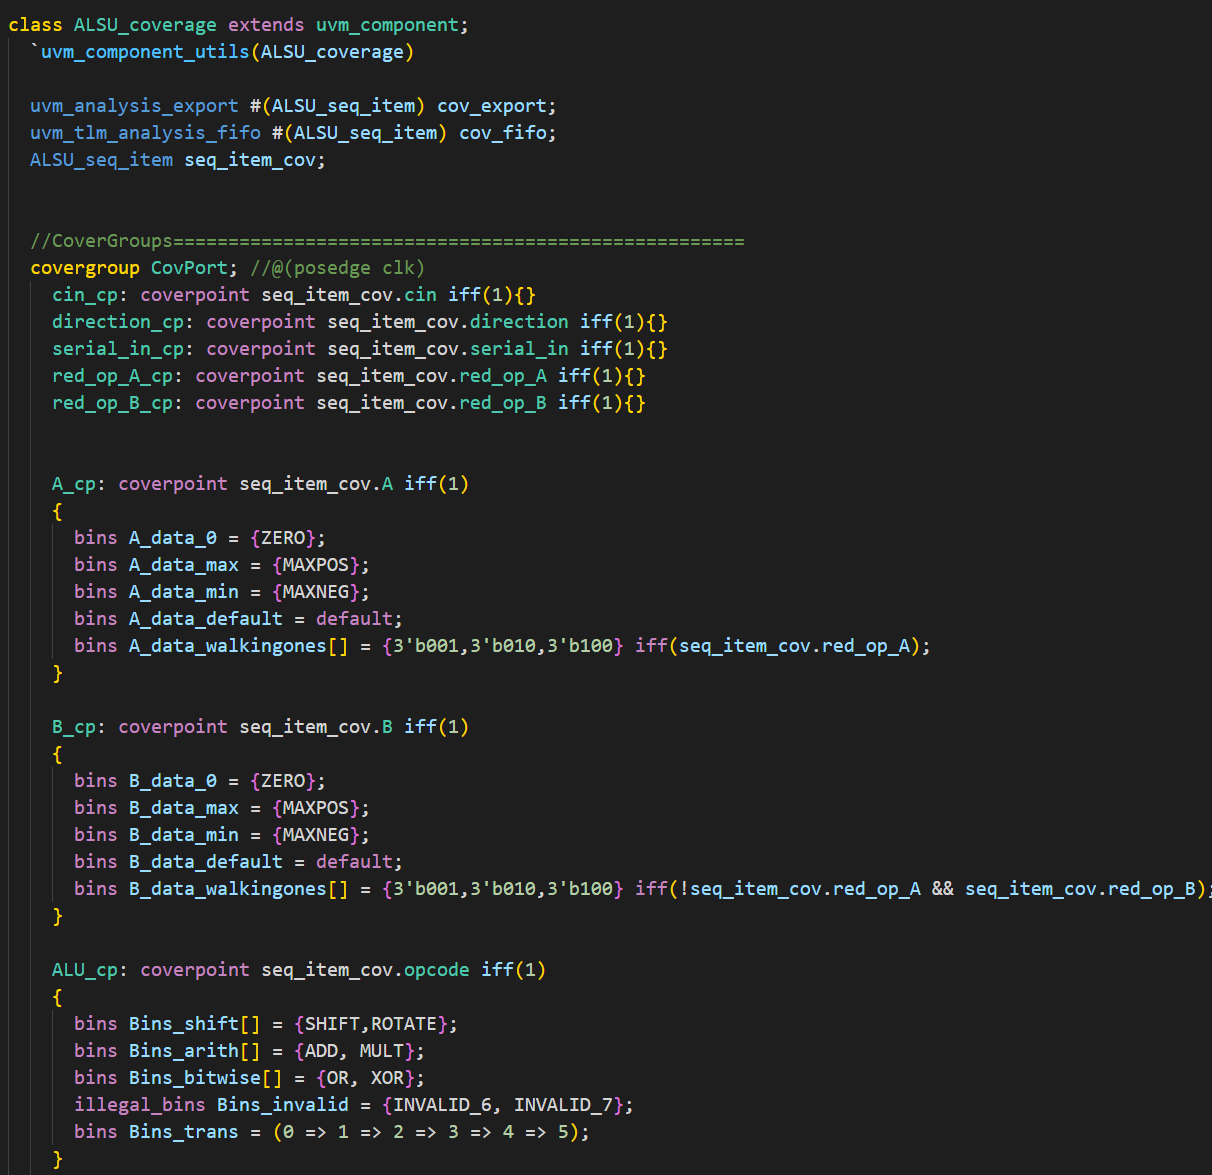 class ALSU_coverage extends uvm_component;
`uvm_component_utils(ALSU_coverage)
uvm_analysis_export #(ALSU_seq_item) cov_export;
uvm_tlm_analysis_fifo #(ALSU_seq_item) cov_fifo;
ALSU_seq_item seq_item_cov;
//CoverGroups====================================================
covergroup CovPort; //@(posedge clk)
cin_cp: coverpoint seq_item_cov.cin iff(1){}
direction_cp: coverpoint seq_item_cov.direction iff(1){}
serial_in_cp: coverpoint seq_item_cov.serial_in iff(1){}
red_op_A_cp: coverpoint seq_item_cov.red_op_A iff(1){}
red_op_B_cp: coverpoint seq_item_cov.red_op_B iff(1){}
A_cp: coverpoint seq_item_cov.A iff(1)
{
bins A_data_0 = {ZERO};
bins A_data_max = {MAXPOS};
bins A_data_min = {MAXNEG};
bins A_data_default = default;
bins A_data_walkingones[] = {3'b001,3'b010,3'b100} iff(seq_item_cov.red_op_A);
}
B_cp: coverpoint seq_item_cov.B iff(1)
{
bins B_data_0 = {ZERO};
bins B_data_max = {MAXPOS};
bins B_data_min = {MAXNEG};
bins B_data_default = default;
bins B_data_walkingones[] = {3'b001,3'b010,3'b100} iff(!seq_item_cov.red_op_A && seq_item_cov.red_op_B);
}
ALU_cp: coverpoint seq_item_cov.opcode iff(1)
{
bins Bins_shift[] = {SHIFT,ROTATE};
bins Bins_arith[] = {ADD, MULT};
bins Bins_bitwise[] = {OR, XOR};
illegal_bins Bins_invalid = {INVALID_6, INVALID_7};
bins Bins_trans = (0 => 1 => 2 => 3 => 4 => 5);
}